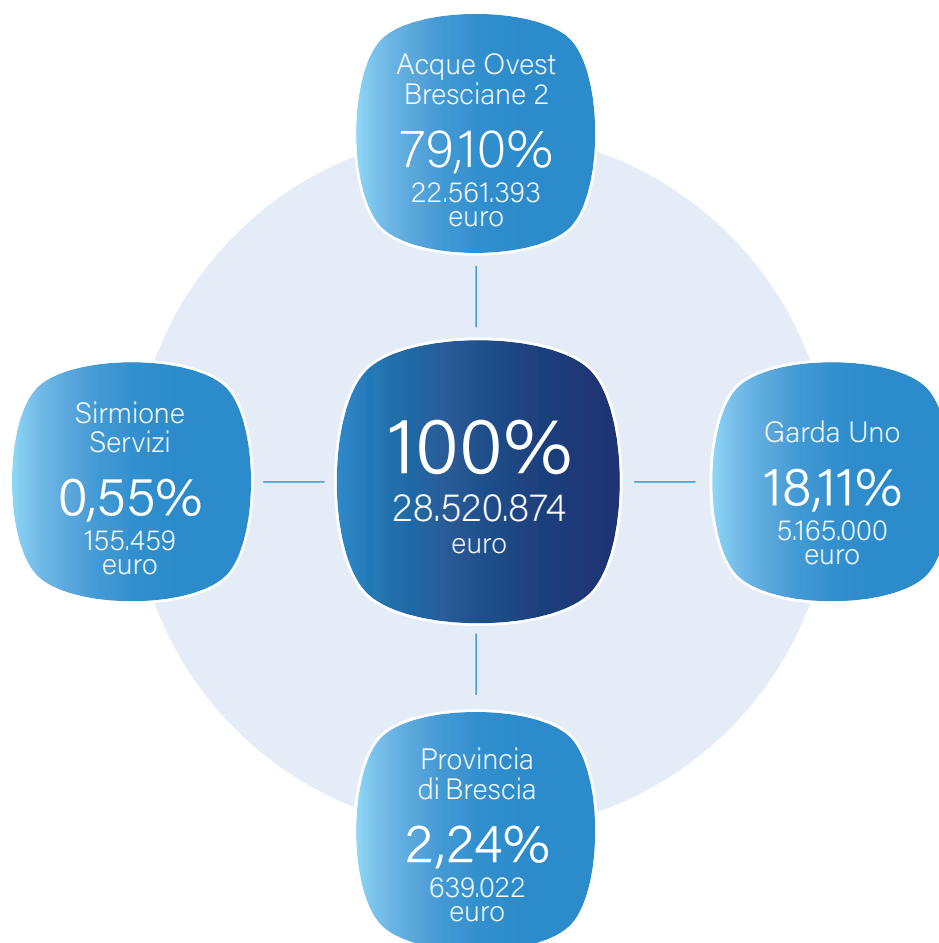 Acque Ovest
Bresciane 2
79,10%
22.561.393
euro
Sirmione
Servizi
0,55%
155.459
euro
100%
28.520.874
euro
Garda Uno
18,11%
5.165.000
euro
Provincia
di Brescia
2,24%
639.022
euro